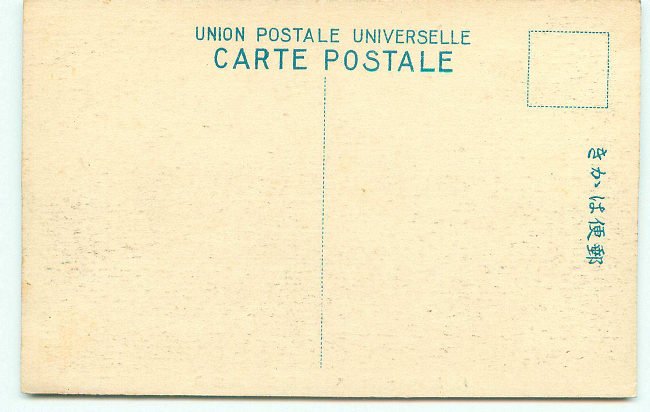 UNION POSTALE UNIVERSELLE
CARTE POSTALE
きかは便郵